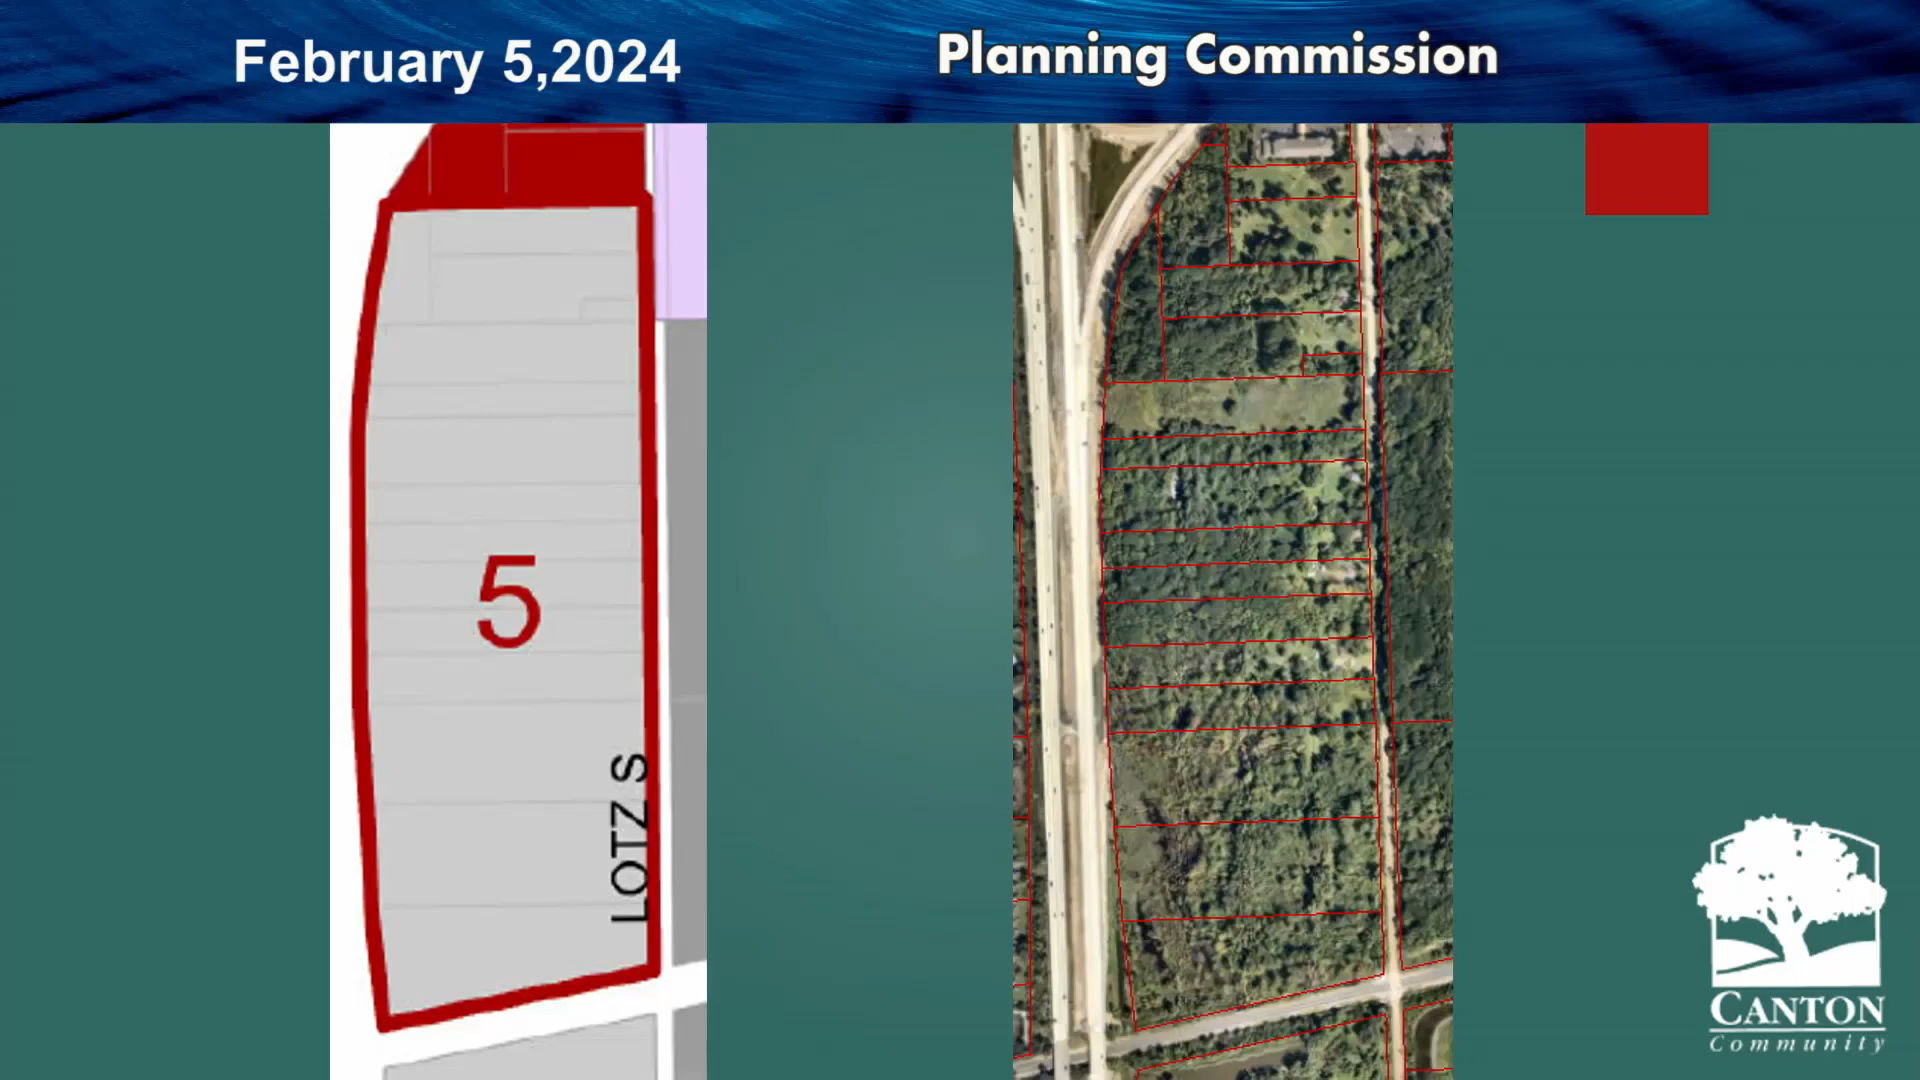 February 5,2024
Planning Commission
5
LOTZ S
CANTON
Community